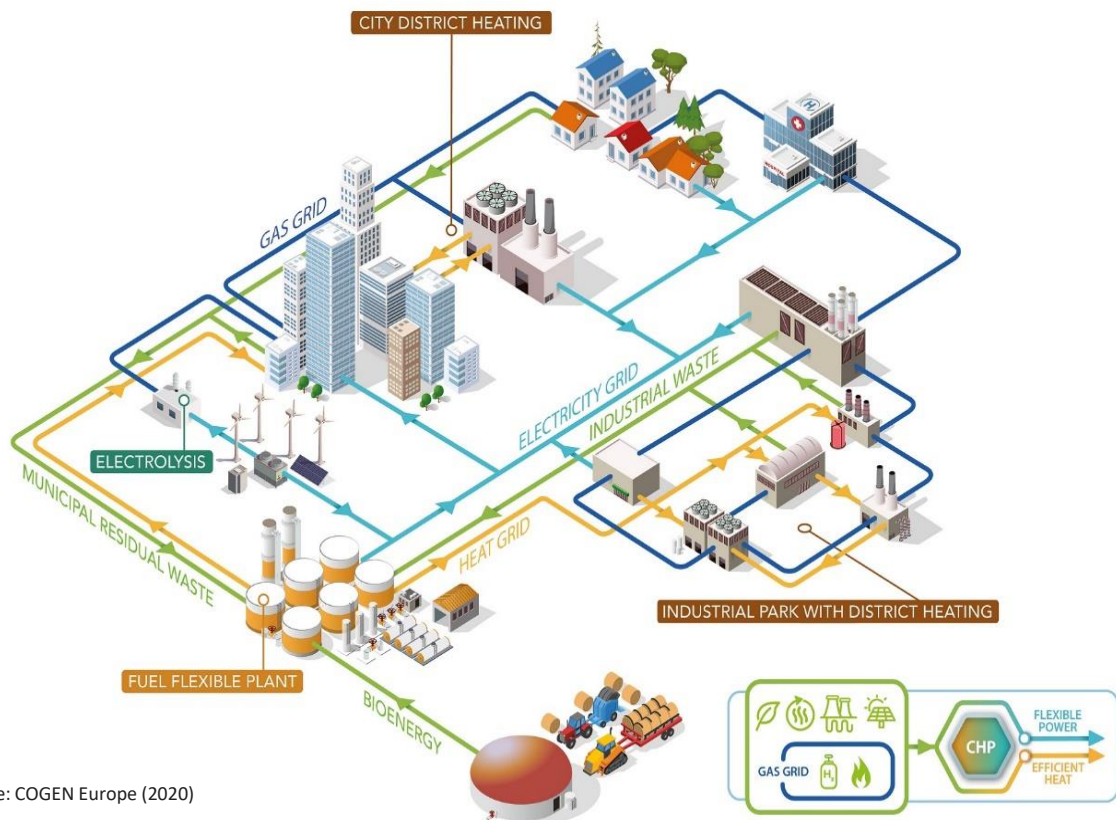 CITY DISTRICT HEATING
GAS GRID
ELECTRICITY GRID
INDUSTRIAL WASTE
ELECTROLYSIS
MUNICIPAL RESIDUAL WASTE
HEAT GRID
INDUSTRIAL PARK WITH DISTRICT HEATING
FUEL FLEXIBLE PLANT
BIOENERGY
FLEXIBLE
POWER
CHP
GAS GRID
H₂
EFFICIENT
HEAT
e: COGEN Europe (2020)